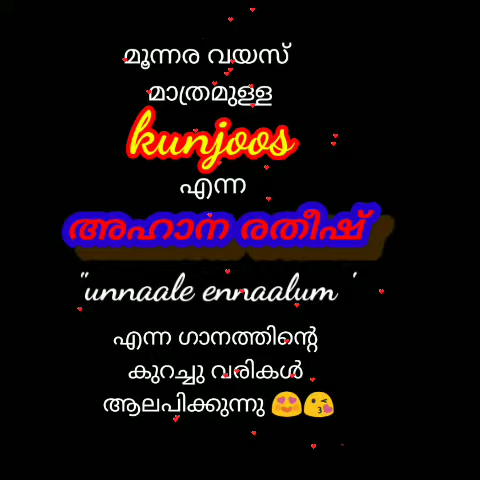 മൂന്നര വയസ്
മാത്രമുള്ള
kunjoos
എന്ന
അഹാന രതീഷ്
"unnaale ennaalum '
എന്ന ഗാനത്തിന്റെ
കുറച്ചു വരികൾ
ആലപിക്കുന്നു 😍😘